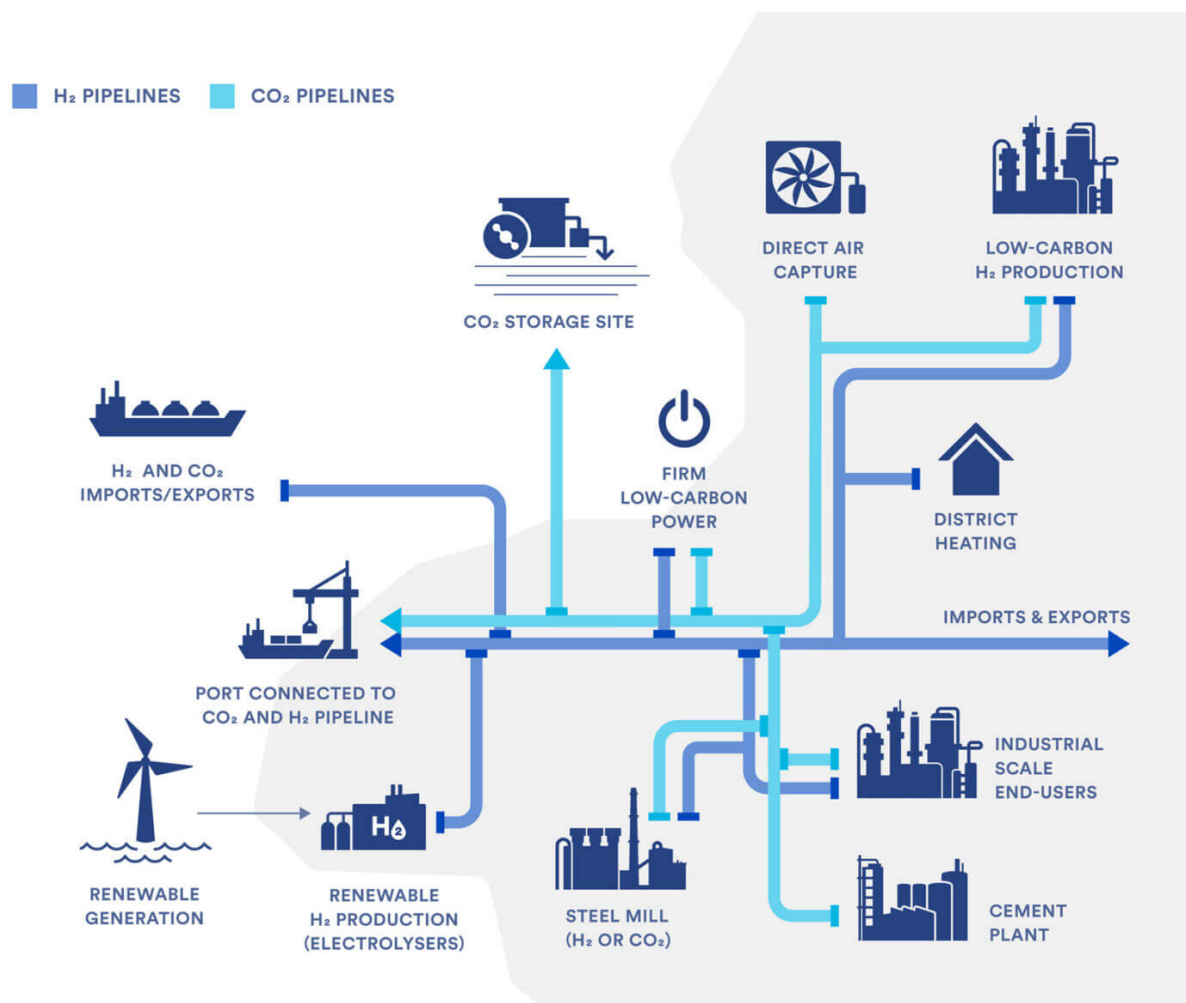 H₂ PIPELINES
CO₂ PIPELINES
DIRECT AIR
CAPTURE
LOW-CARBON
H₂ PRODUCTION
CO₂ STORAGE SITE
H₂ AND CO₂
IMPORTS/EXPORTS
FIRM
LOW-CARBON
POWER
DISTRICT
HEATING
IMPORTS & EXPORTS
PORT CONNECTED TO
CO₂ AND H₂ PIPELINE
INDUSTRIAL
SCALE
END-USERS
H₂
RENEWABLE
GENERATION
RENEWABLE
H₂ PRODUCTION
(ELECTROLYSERS)
STEEL MILL
(H₂ OR CO₂)
CEMENT
PLANT